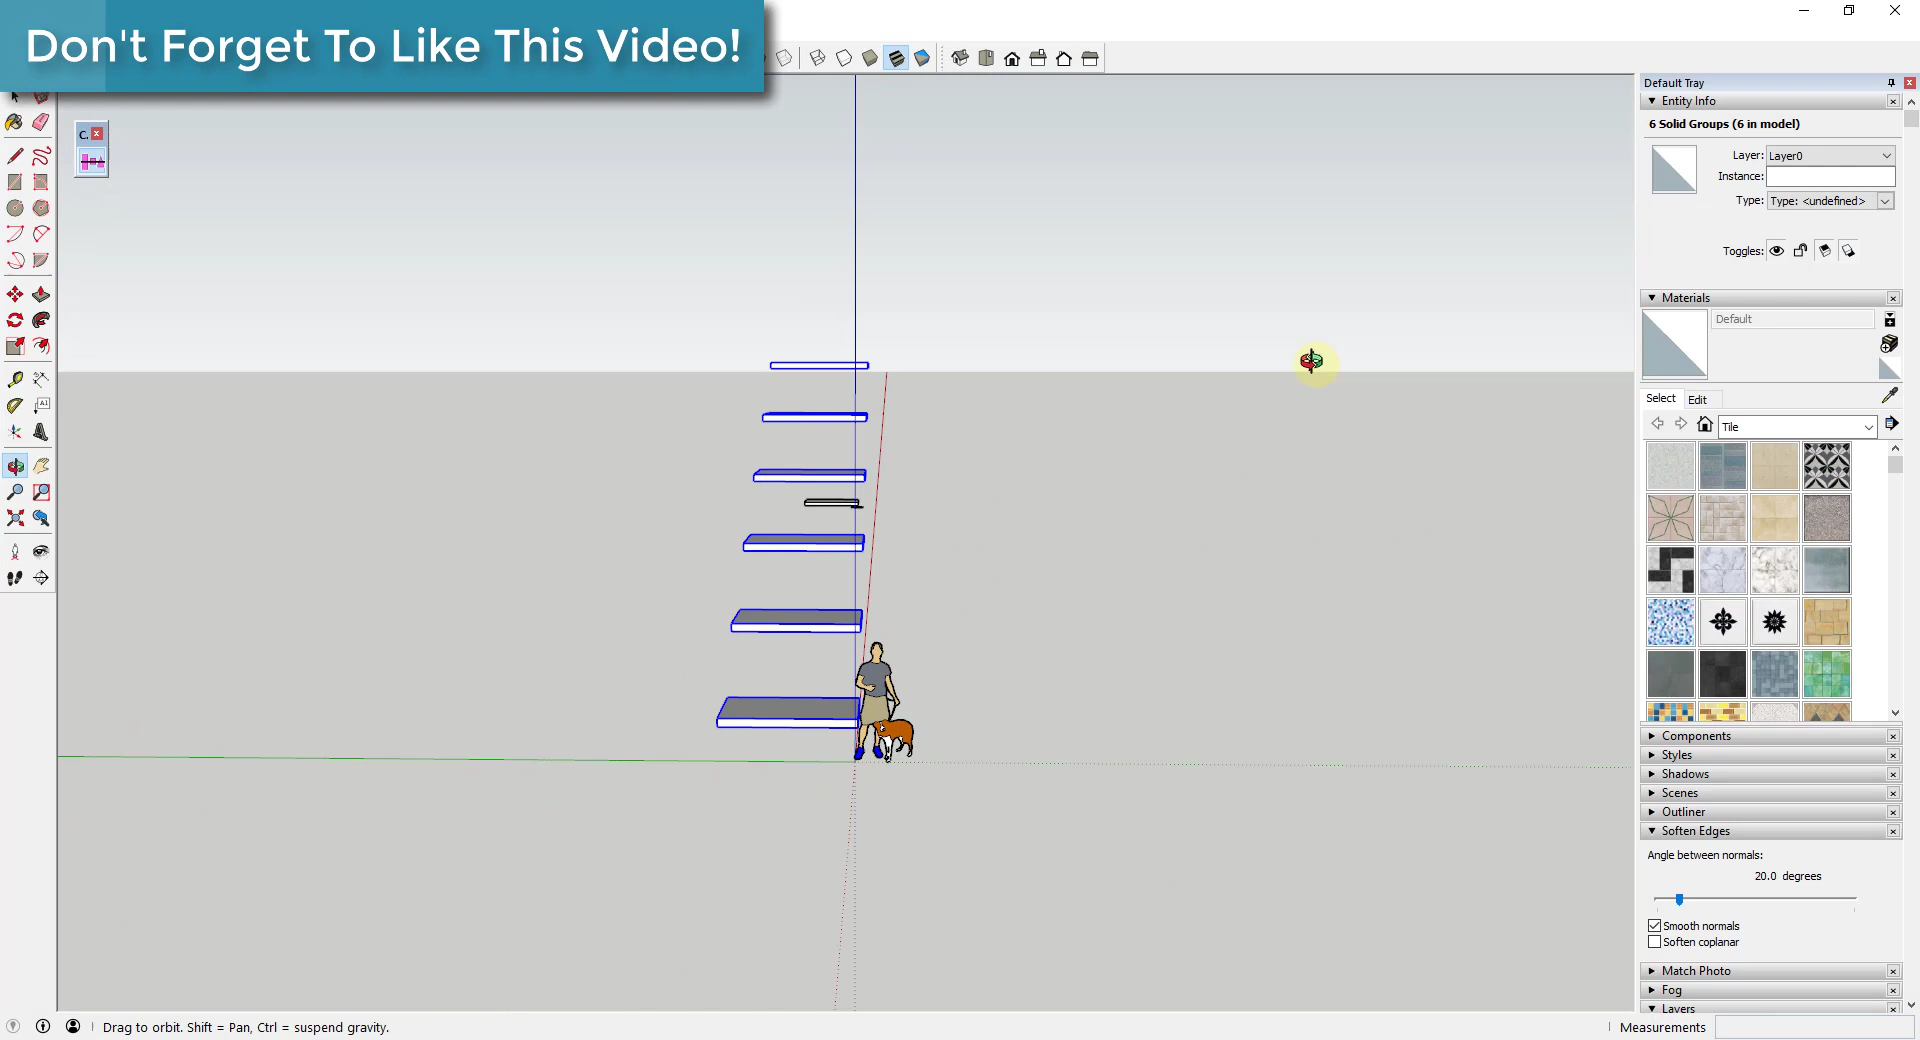 Don't Forget To Like This Video!
Default Tray
Entity Info
6 Solid Groups (6 in model)
Layer: Layer0
Instance:
Type: Type: <undefined>
Toggles:
Materials
Default
Select Edit
Tile
Components
Styles
Shadows
Scenes
Outliner
Soften Edges
Angle between normals:
20.0 degrees
Smooth normals
Soften coplanar
Match Photo
Fog
Layers
C.
A1
Drag to orbit. Shift = Pan, Ctrl = suspend gravity.
Measurements